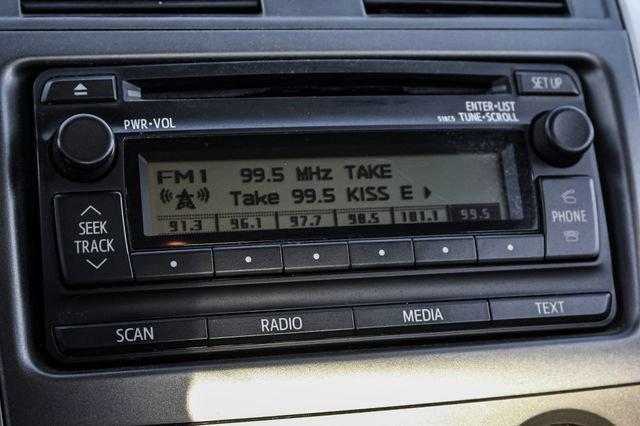 SET UP
PWR•VOL
ENTER•LIST
518C5 TUNE•SCROLL
FM1 99.5 MHz TAKE
Take 99.5 KISS E
91.3 96.1 97.7 98.5 101.1 99.5
SEEK
TRACK
PHONE
SCAN RADIO MEDIA TEXT